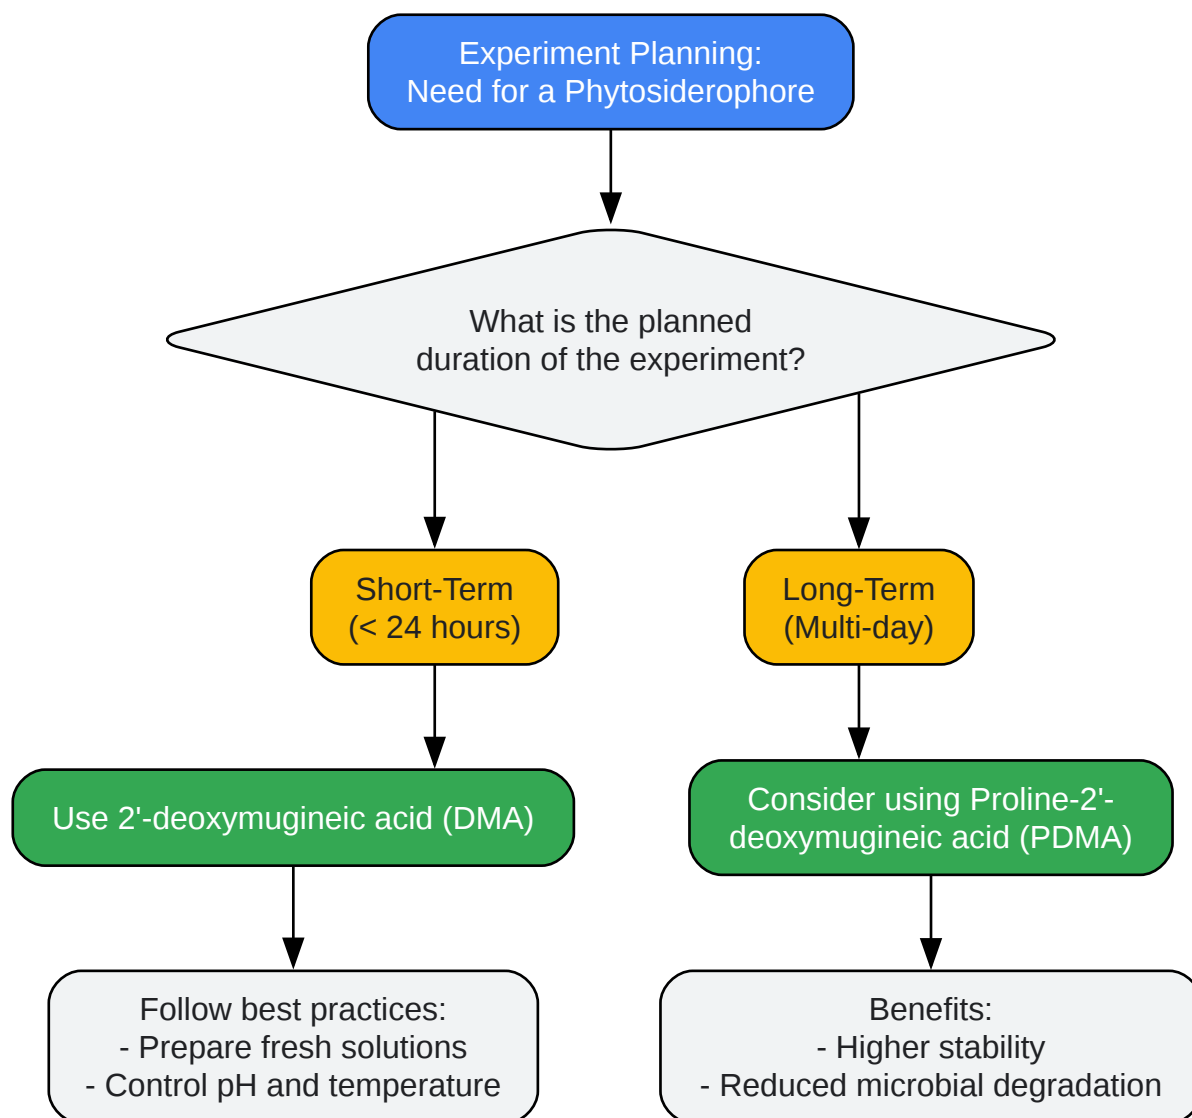 Experiment Planning:
Need for a Phytosiderophore
What is the planned
duration of the experiment?
Short-Term
(< 24 hours)
Long-Term
(Multi-day)
Use 2'-deoxymugineic acid (DMA)
Consider using Proline-2'-
deoxymugineic acid (PDMA)
Follow best practices:
- Prepare fresh solutions
- Control pH and temperature
Benefits:
- Higher stability
- Reduced microbial degradation